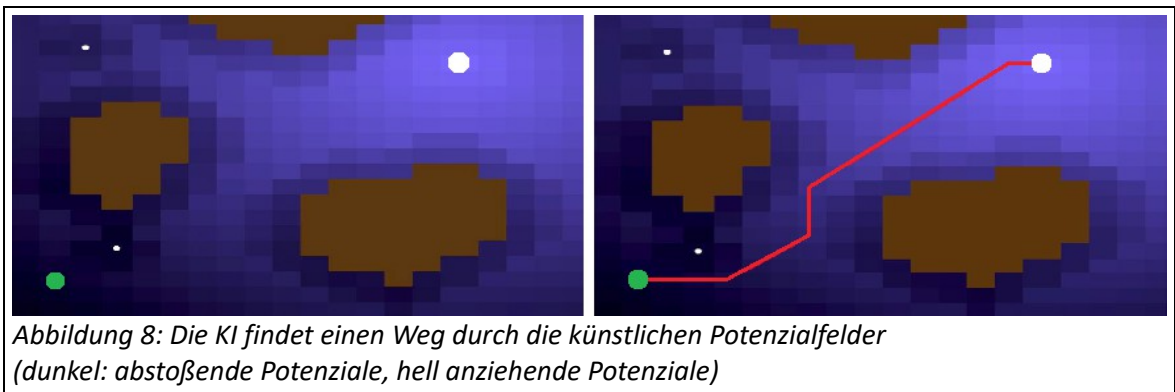 Abbildung 8: Die KI findet einen Weg durch die künstlichen Potenzialfelder
(dunkel: abstoßende Potenziale, hell anziehende Potenziale)